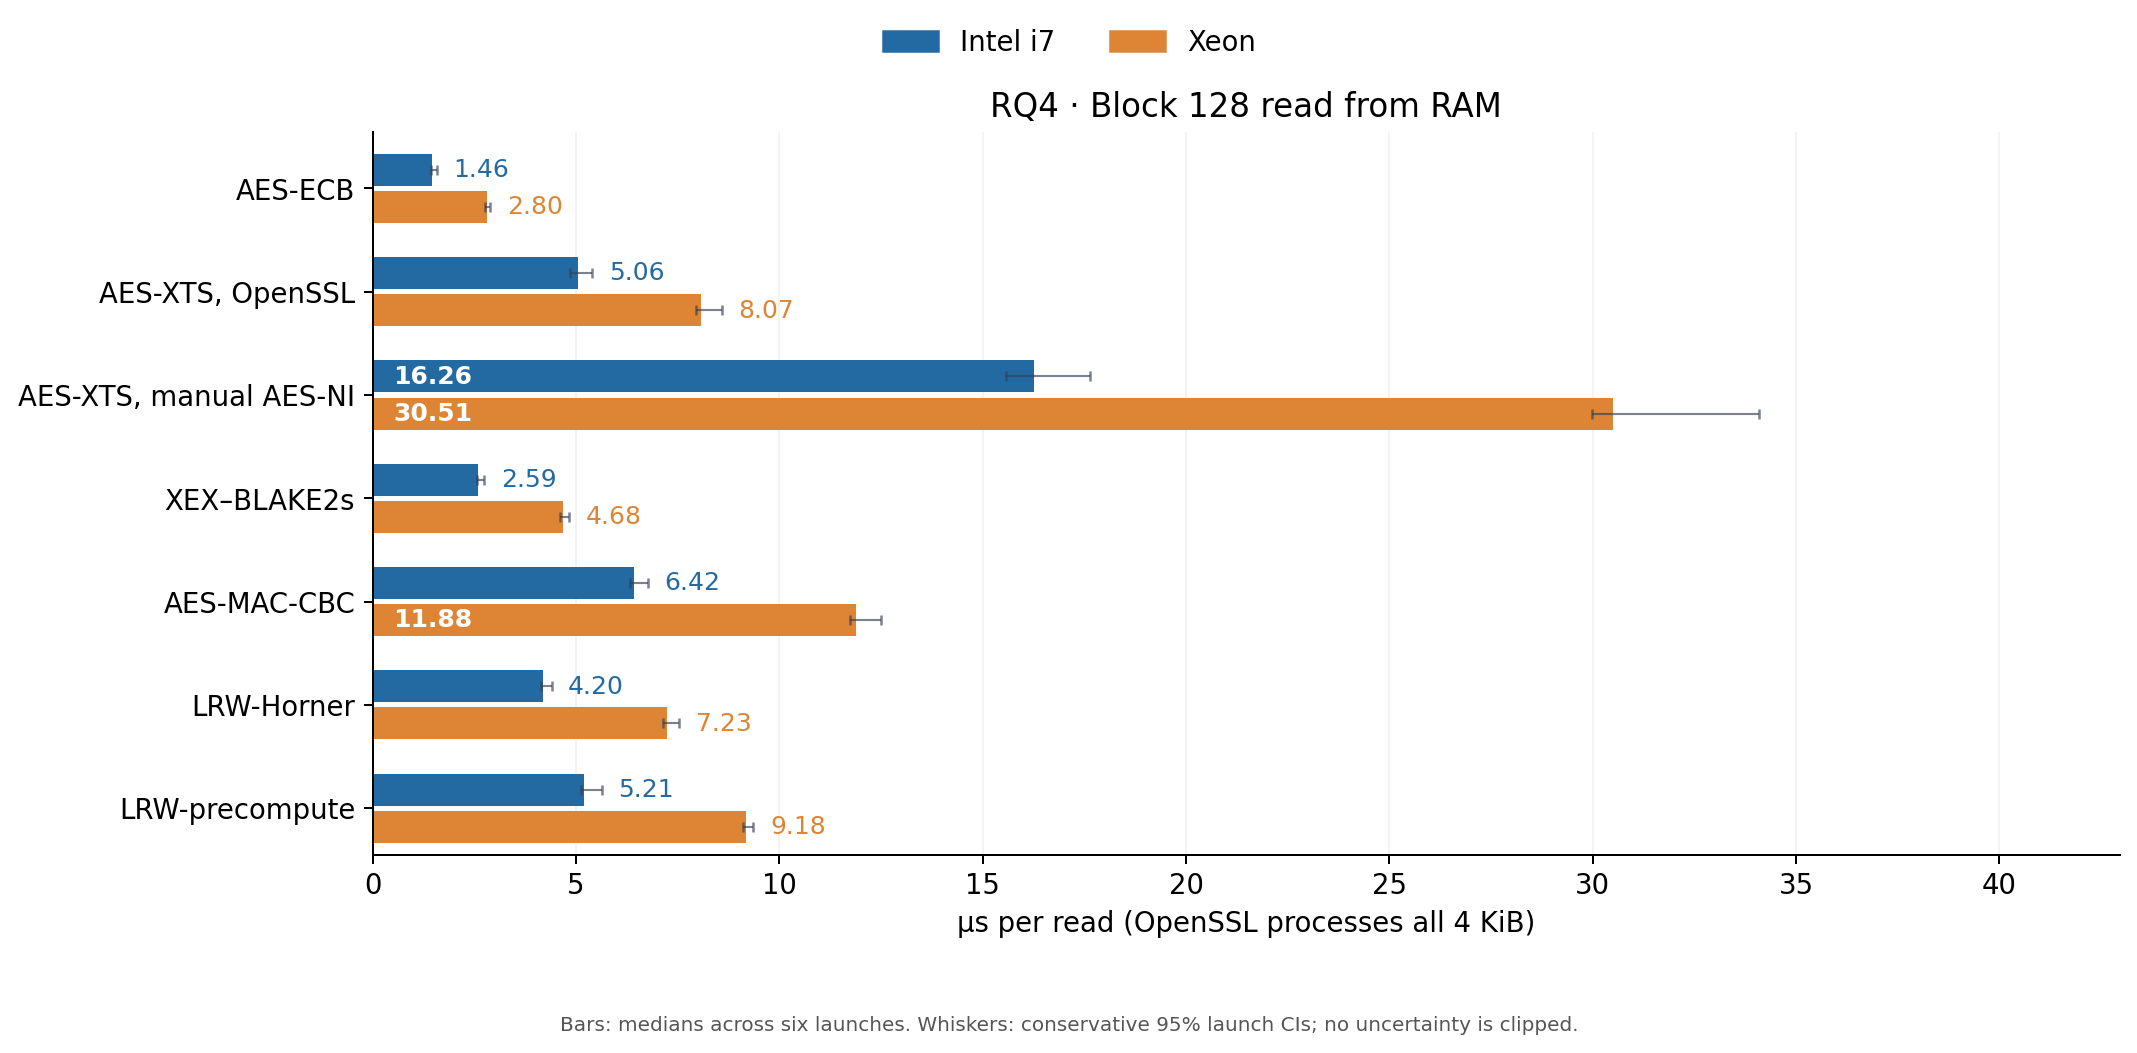 Intel i7
Xeon
RQ4 · Block 128 read from RAM
AES-ECB
1.46
2.80
AES-XTS, OpenSSL
5.06
8.07
AES-XTS, manual AES-NI
16.26
30.51
XEX–BLAKE2s
2.59
4.68
AES-MAC-CBC
6.42
11.88
LRW-Horner
4.20
7.23
LRW-precompute
5.21
9.18
0 5 10 15 20 25 30 35 40
µs per read (OpenSSL processes all 4 KiB)
Bars: medians across six launches. Whiskers: conservative 95% launch CIs; no uncertainty is clipped.